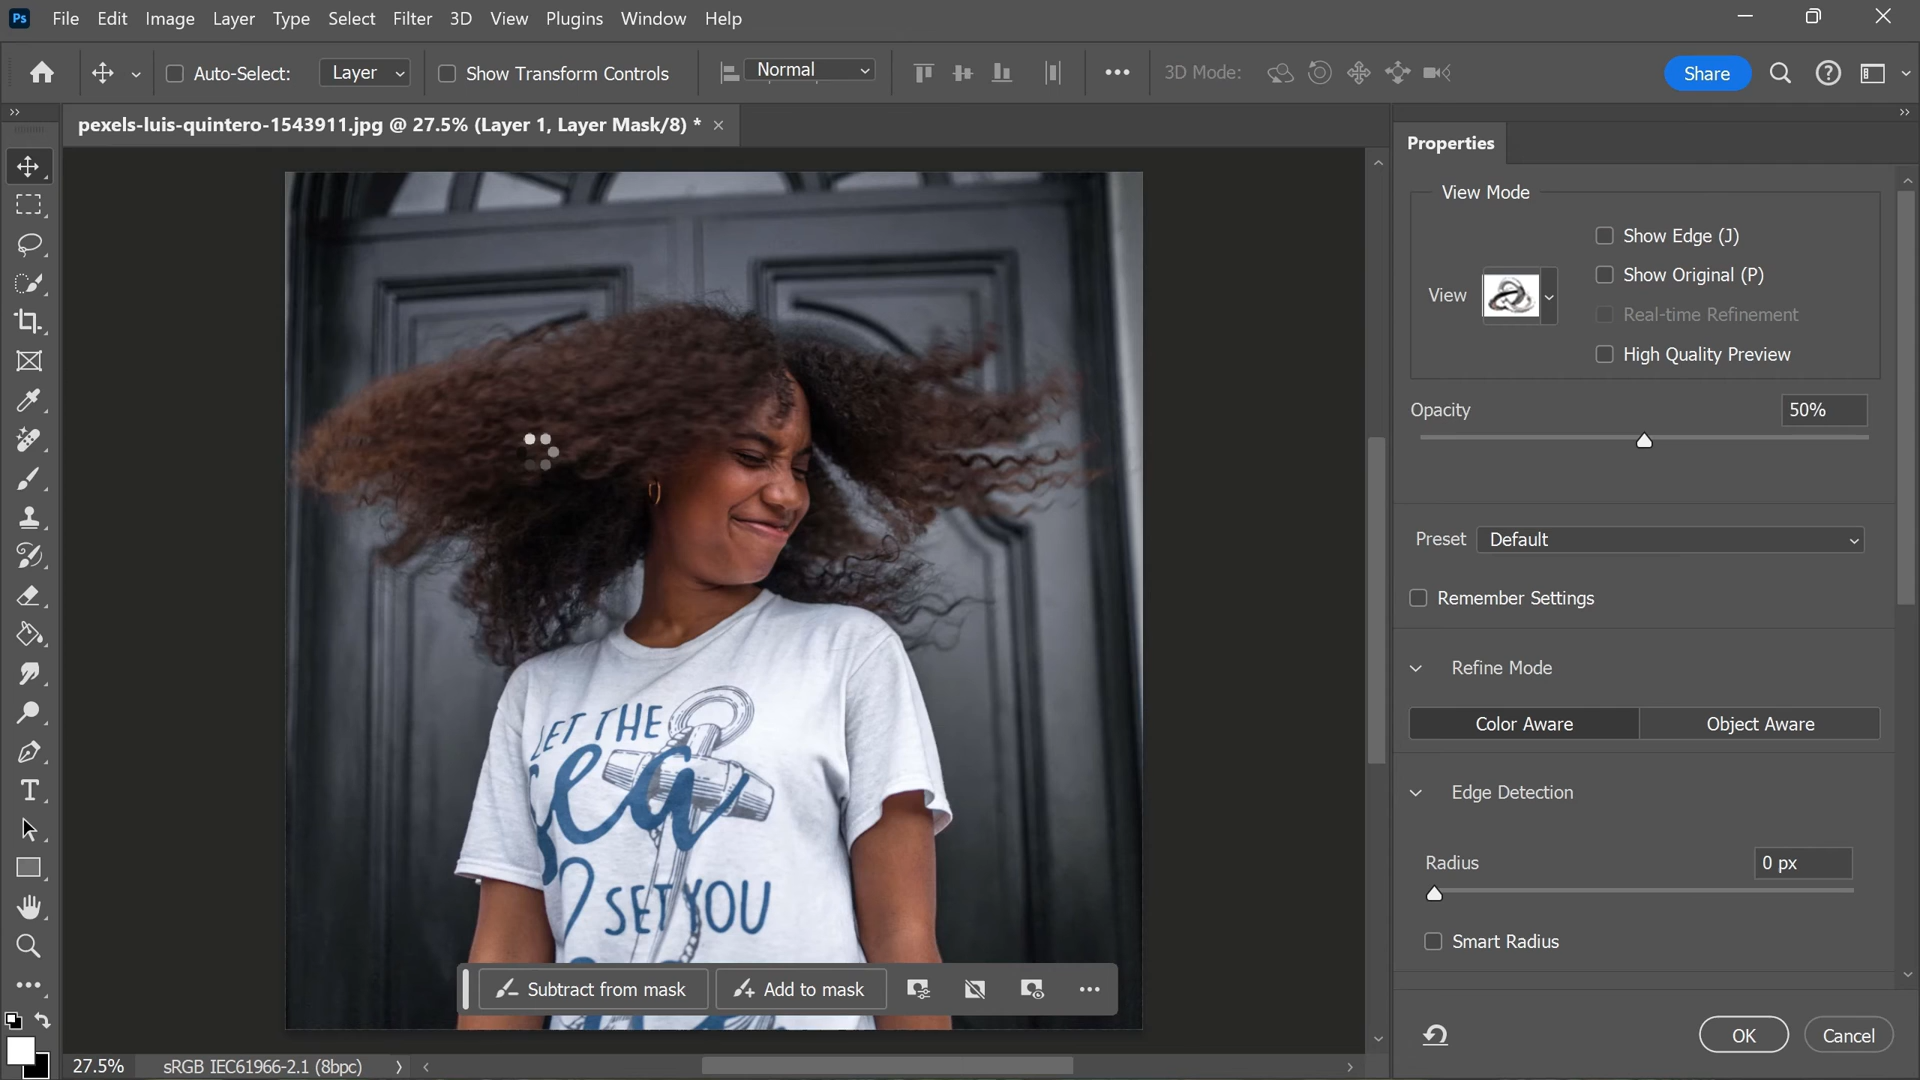 Ps File Edit Image Layer Type Select Filter 3D View Plugins Window Help
Auto-Select: Layer Show Transform Controls Normal 3D Mode: Share
pexels-luis-quintero-1543911.jpg @ 27.5% (Layer 1, Layer Mask/8) *
Properties
View Mode
Show Edge (J)
Show Original (P)
View
Real-time Refinement
High Quality Preview
Opacity 50%
Preset Default
Remember Settings
Refine Mode
Color Aware Object Aware
Edge Detection
Radius 0 px
Smart Radius
OK Cancel
LET THE
sea
SET YOU
Subtract from mask Add to mask
27.5% sRGB IEC61966-2.1 (8bpc)